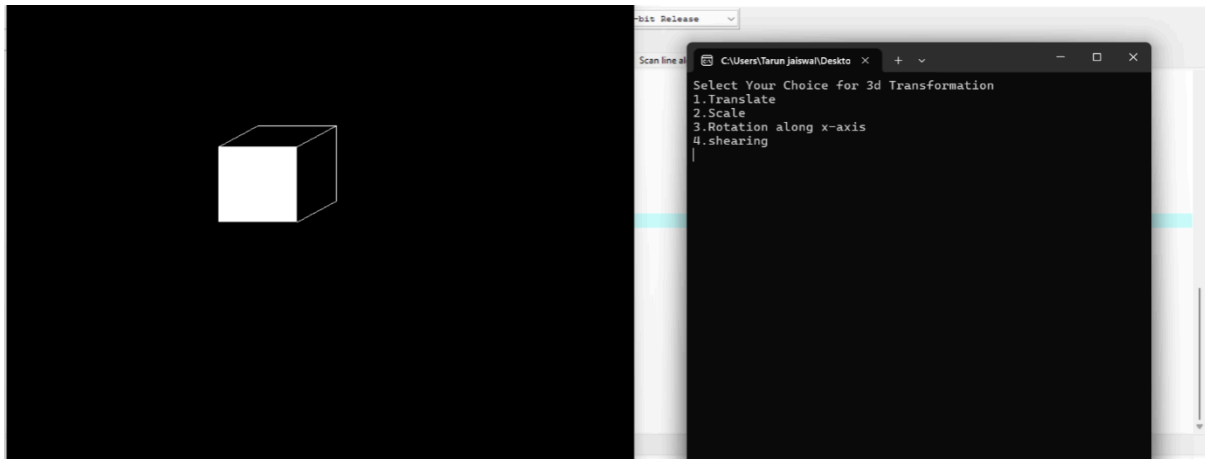 -bit Release
Scan line al
C:\Users\Tarun jaiswal\Deskto
Select Your Choice for 3d Transformation
1.Translate
2.Scale
3.Rotation along x-axis
4.shearing